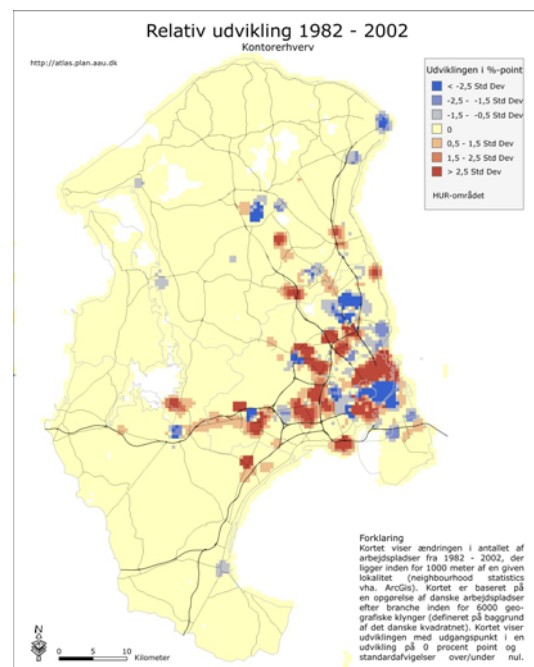 Relativ udvikling 1982 - 2002
Kontorerhverv
http://atlas.plan.aau.dk
Udviklingen i %-point
< -2,5 Std Dev
-2,5 - -1,5 Std Dev
-1,5 - -0,5 Std Dev
0
0,5 - 1,5 Std Dev
1,5 - 2,5 Std Dev
> 2,5 Std Dev
HUR-området
Forklaring
Kortet viser ændringen i antallet af
arbejdspladser fra 1982 - 2002, der
ligger inden for 1000 meter af en given
lokalitet (neighbourhood statistics
vha. ArcGis). Kortet er baseret på
en opgørelse af danske arbejdspladser
efter branche inden for 6000 geo-
grafiske klynger (defineret på baggrund
af det danske kvadratnet). Kortet viser
udviklingen med udgangspunkt i en
udvikling på 0 procent point og
standardafvigelser over/under nul.
N
0 5 10
Kilometer